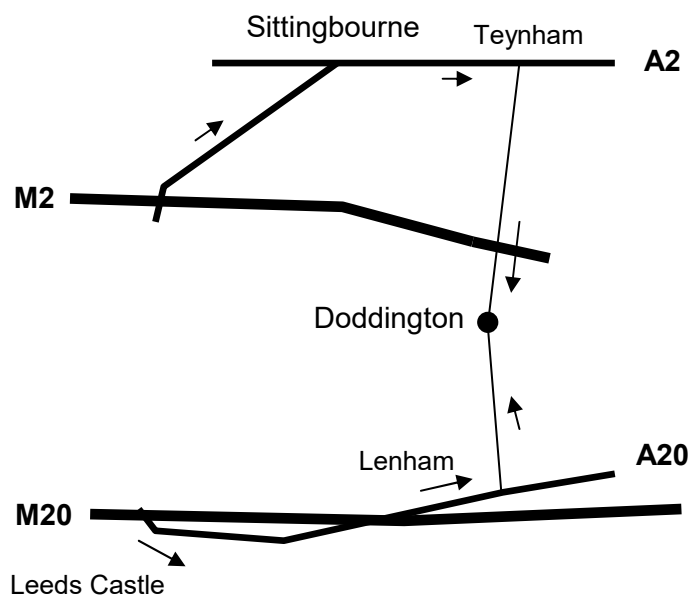 Sittingbourne
Teynham
A2
M2
Doddington
Lenham
A20
M20
Leeds Castle